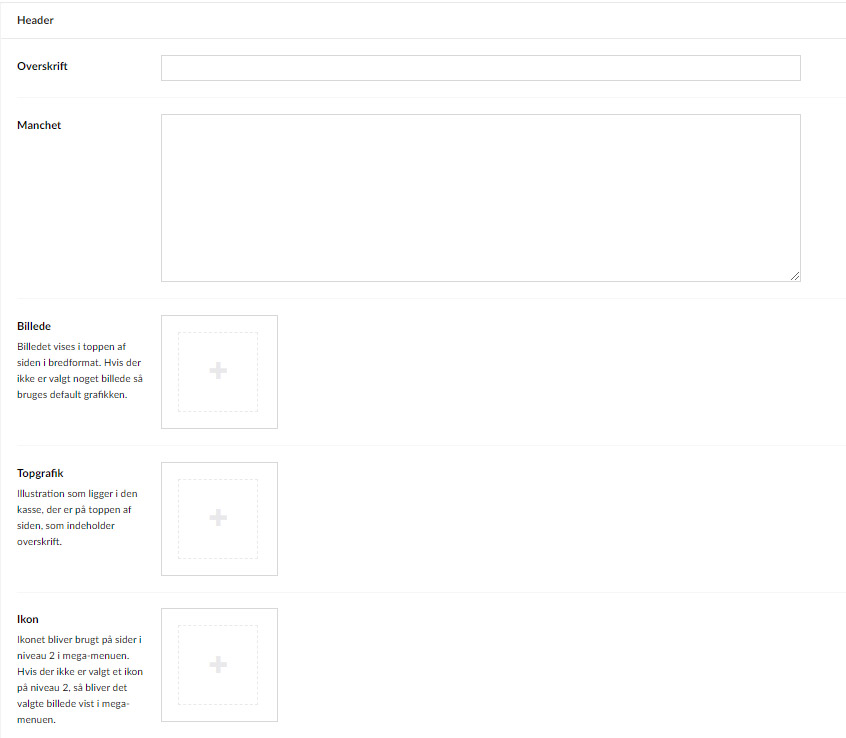 Header
Overskrift
Manchet
Billede
Billedet vises i toppen af
siden i bredformat. Hvis der
ikke er valgt noget billede så
bruges default grafikken.
Topgrafik
Illustration som ligger i den
kasse, der er på toppen af
siden, som indeholder
overskrift.
Ikon
Ikonet bliver brugt på sider i
niveau 2 i mega-menuen.
Hvis der ikke er valgt et ikon
på niveau 2, så bliver det
valgte billede vist i mega-
menuen.